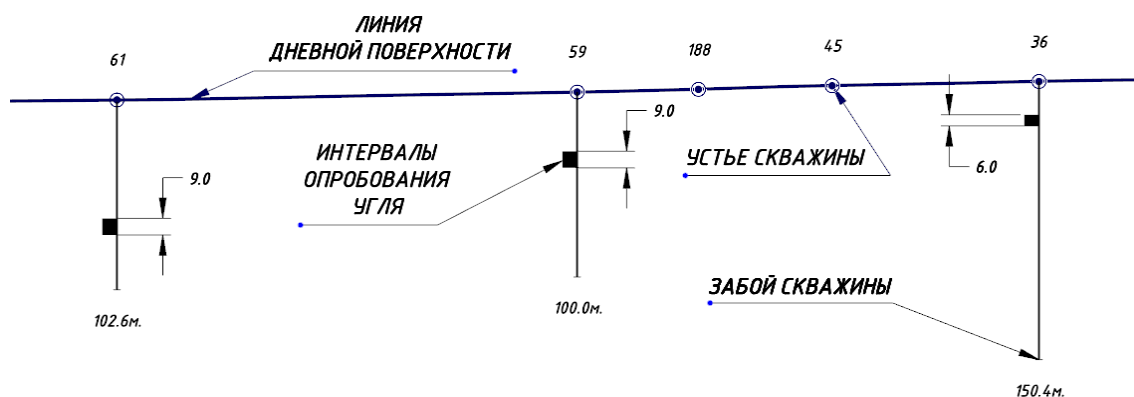 ЛИНИЯ
ДНЕВНОЙ ПОВЕРХНОСТИ
61
59
188
45
36
9.0
9.0
6.0
ИНТЕРВАЛЫ
ОПРОБОВАНИЯ
УГЛЯ
УСТЬЕ СКВАЖИНЫ
ЗАБОЙ СКВАЖИНЫ
102.6м.
100.0м.
150.4м.